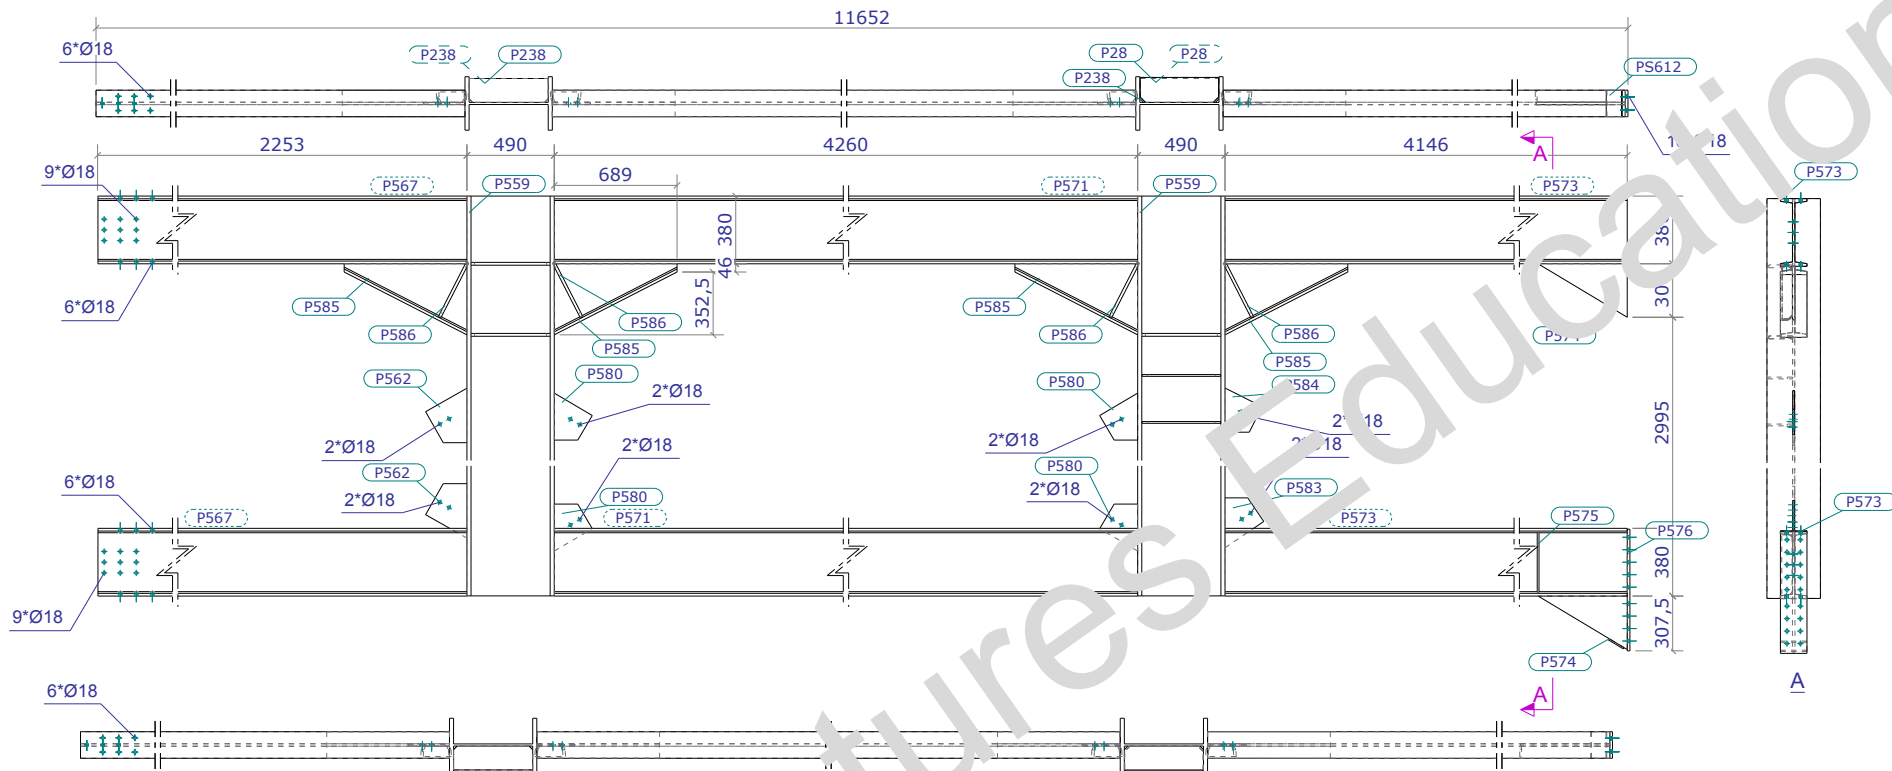 11652
6*Ø18
P238
P238
P28
P28
P238
PS612
2253
490
4260
490
4146
A
9*Ø18
P567
P559
689
P571
P559
P573
P573
380
46
352,5
P585
P586
P586
P585
6*Ø18
P585
P586
P586
P585
P562
P580
2*Ø18
2*Ø18
P580
2*Ø18
2995
P562
2*Ø18
2*Ø18
P580
P571
P580
2*Ø18
P583
P573
P575
P576
P573
6*Ø18
P567
9*Ø18
380
307,5
P574
A
A
6*Ø18
tures Education